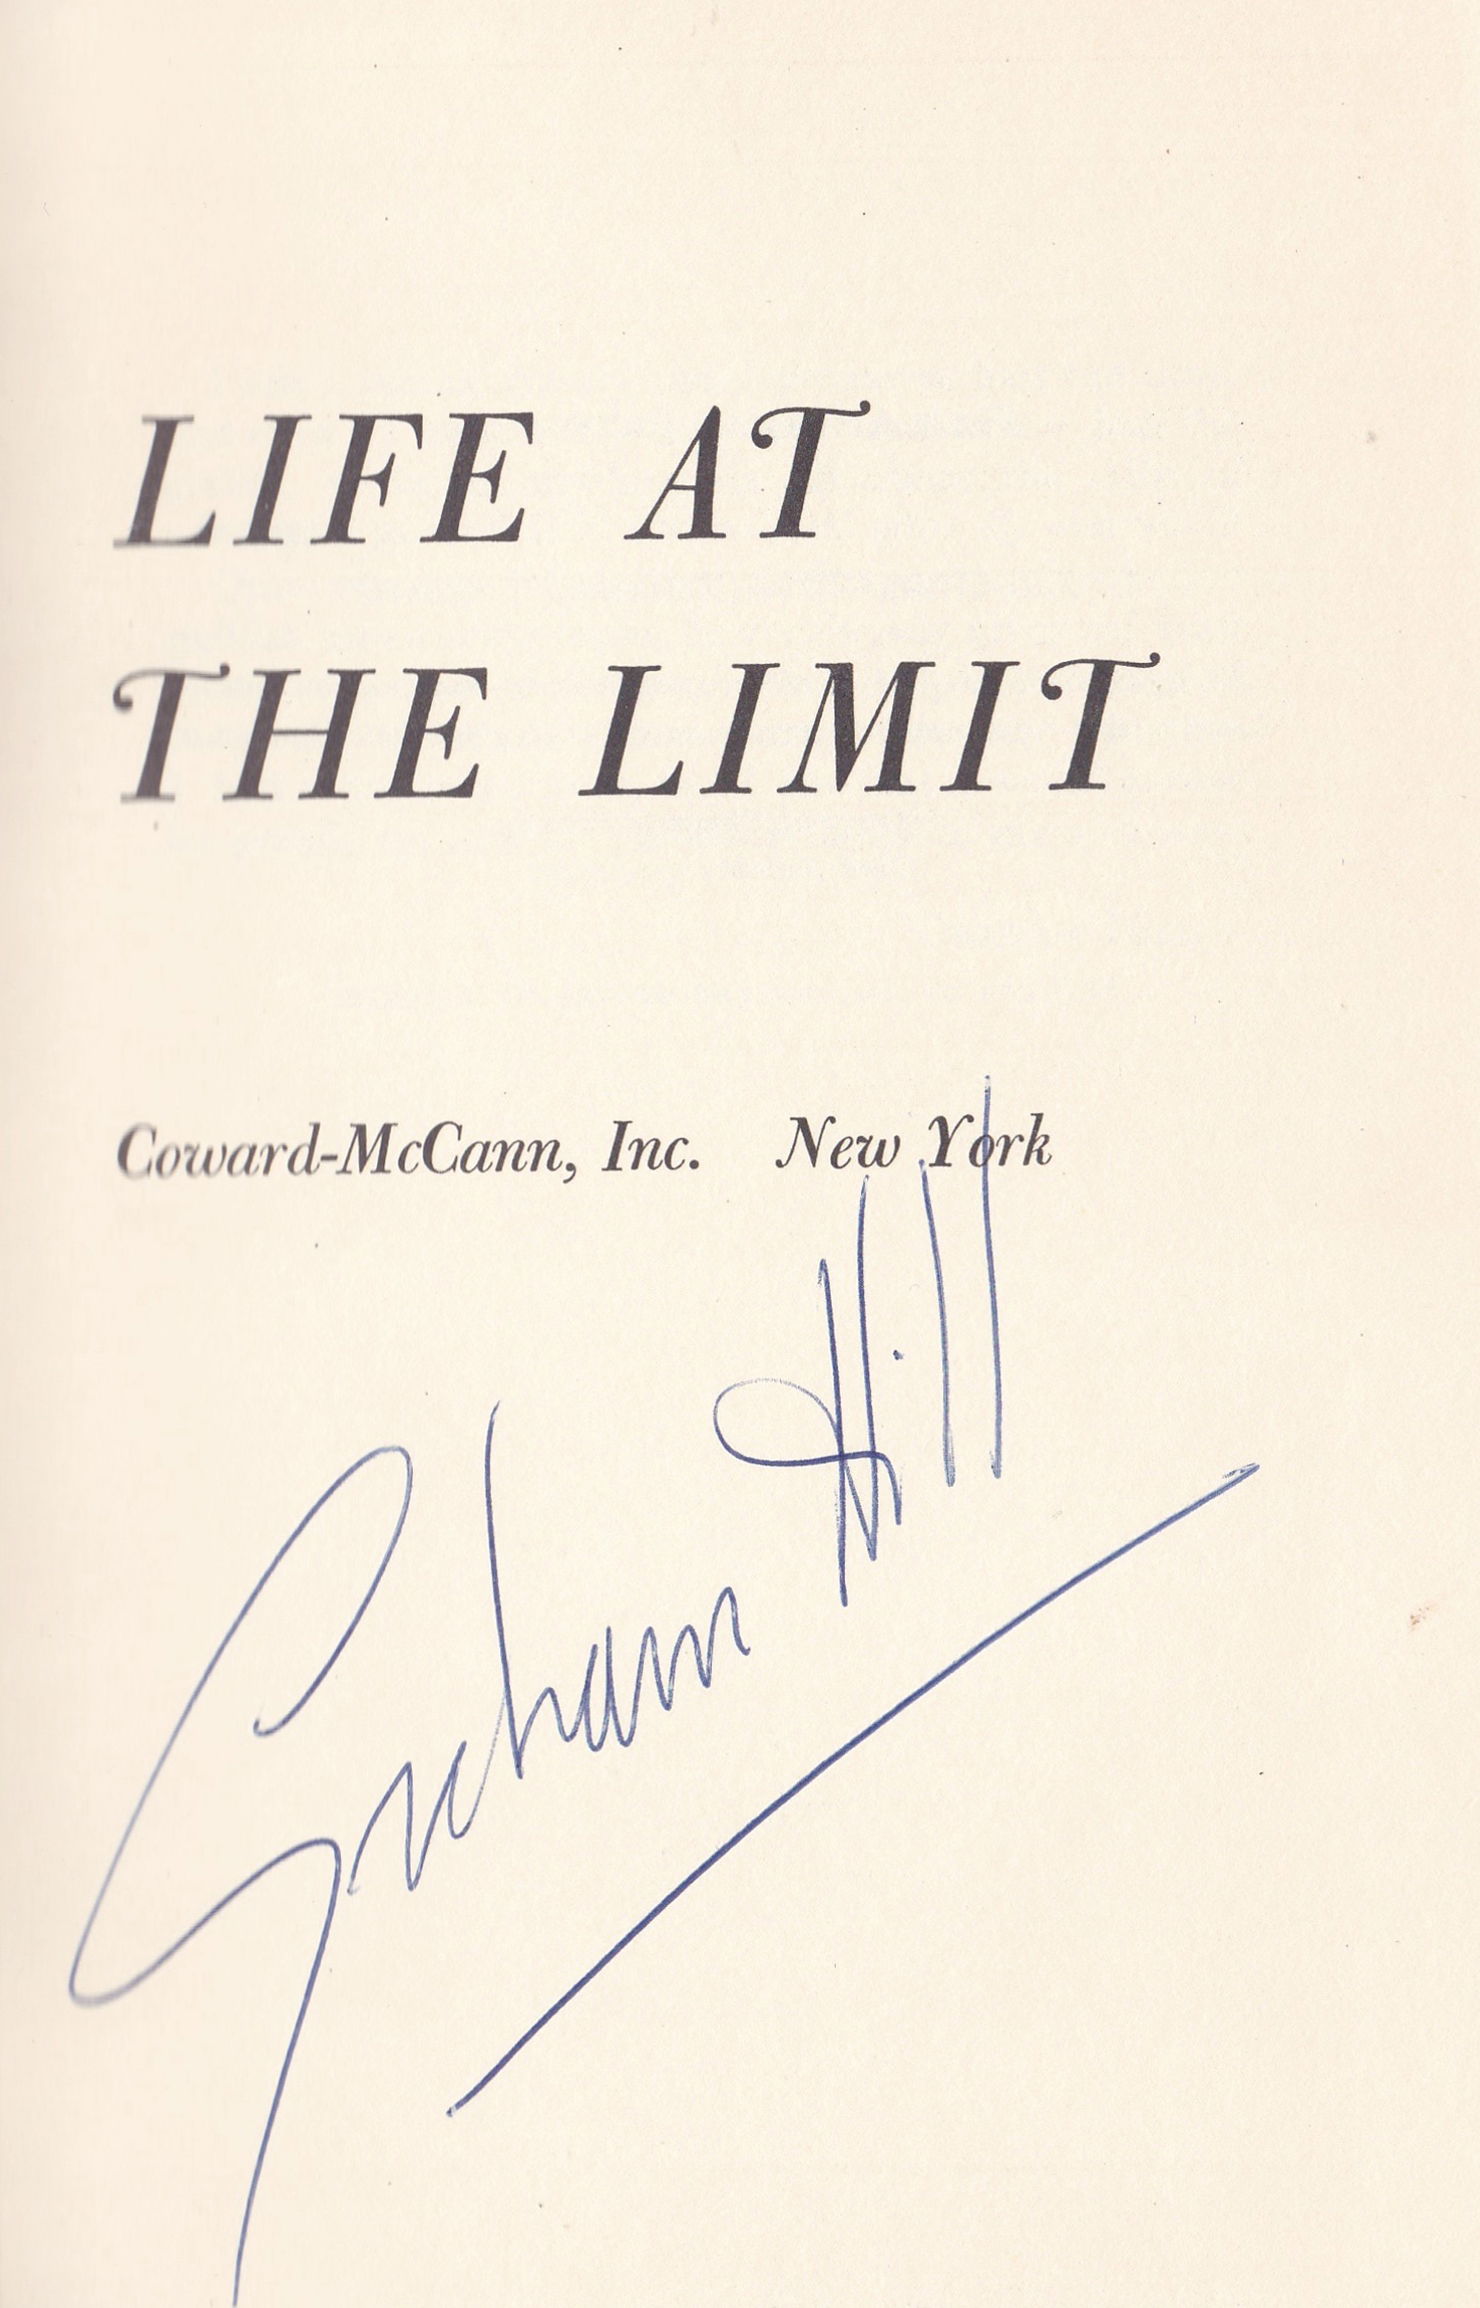 LIFE AT
THE LIMIT
Coward-McCann, Inc. New York
Graham Hill